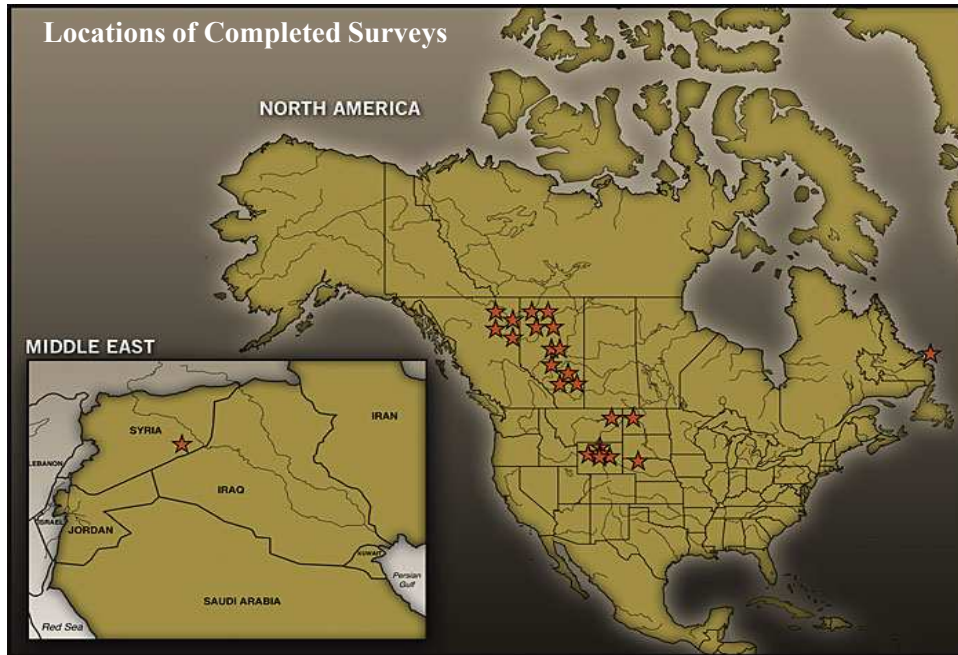 Locations of Completed Surveys
NORTH AMERICA
MIDDLE EAST
SYRIA
IRAN
LEBANON
IRAQ
ISRAEL
JORDAN
KUWAIT
Persian
Gulf
SAUDI ARABIA
Red Sea